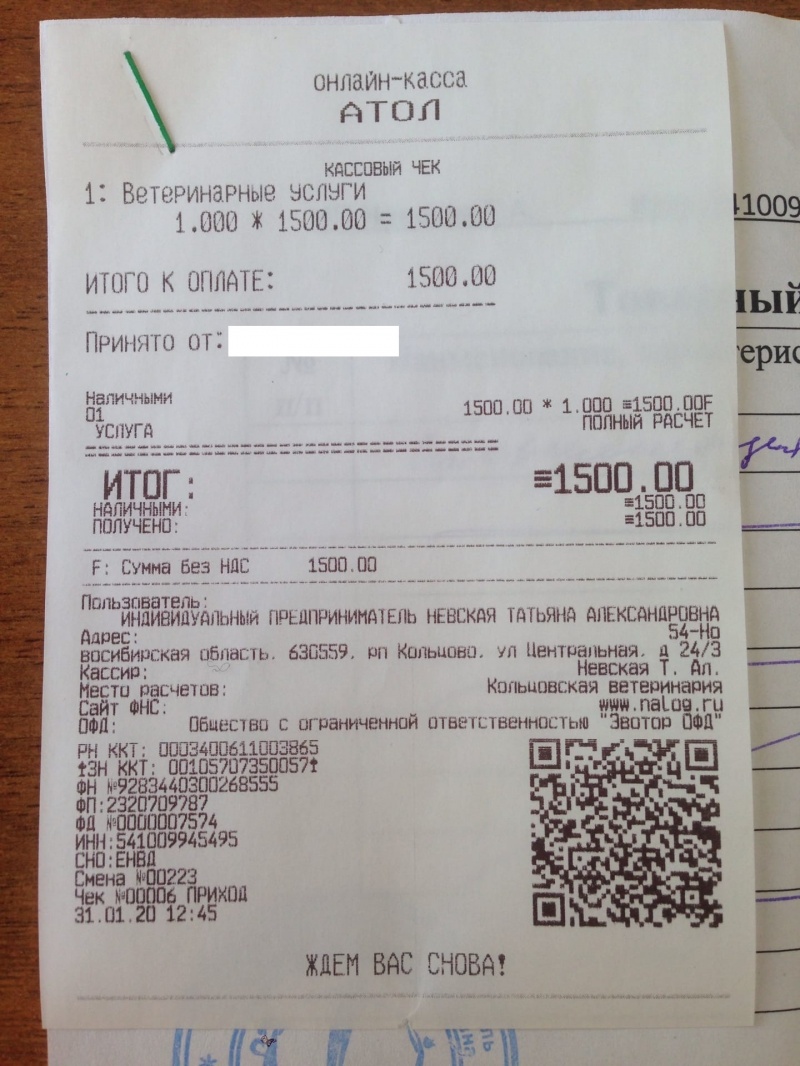 онлайн-касса
АТОЛ
КАССОВЫЙ ЧЕК
1: Ветеринарные услуги
1.000 * 1500.00 = 1500.00
ИТОГО К ОПЛАТЕ: 1500.00
Принято от:
Наличными
01 1500.00 * 1.000 ≡1500.00F
УСЛУГА ПОЛНЫЙ РАСЧЕТ
ИТОГ: ≡1500.00
НАЛИЧНЫМИ: ≡1500.00
ПОЛУЧЕНО: ≡1500.00
F: Сумма без НДС 1500.00
Пользователь:
ИНДИВИДУАЛЬНЫЙ ПРЕДПРИНИМАТЕЛЬ НЕВСКАЯ ТАТЬЯНА АЛЕКСАНДРОВНА
Адрес: 54-Но
восибирская область, 630559, рп Кольцово, ул Центральная, д 24/3
Кассир: Невская Т. Ал.
Место расчетов: Кольцовская ветеринария
Сайт ФНС: www.nalog.ru
ОФД: Общество с ограниченной ответственностью "Эвотор ОФД"
РН ККТ: 0003400611003865
ЗН ККТ: 00105707350057
ФН №9283440300268555
ФП:2320709787
ФД №0000007574
ИНН:541009945495
СНО:ЕНВД
Смена №00223
Чек №00006 ПРИХОД
31.01.20 12:45
ЖДЕМ ВАС СНОВА!
41009
ный
терис